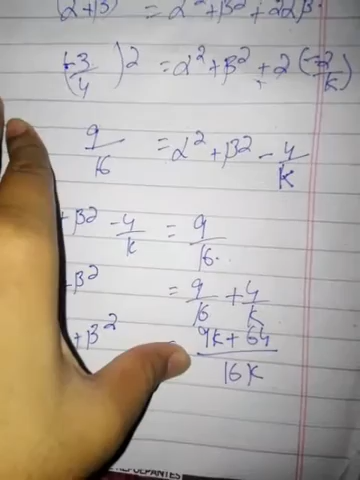 (α+β)² = α²+β²+2αβ
(-3/4)² = α²+β²+2(-2/k)
9/16 = α²+β²-4/k
+β²-4/k = 9/16.
+β² = 9/16+4/k
+β² 9k+64/16k